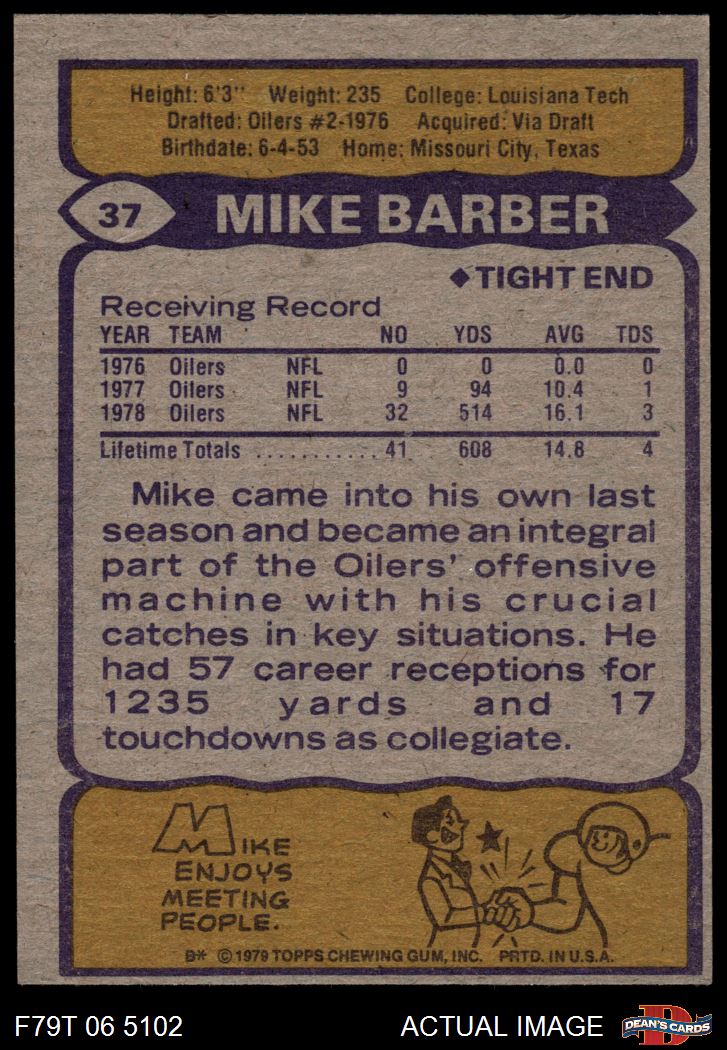 Height: 6'3" Weight: 235 College: Louisiana Tech
Drafted: Oilers #2-1976 Acquired: Via Draft
Birthdate: 6-4-53 Home: Missouri City, Texas
37 MIKE BARBER
◆TIGHT END
Receiving Record
YEAR TEAM NO YDS AVG TDS
1976 Oilers NFL 0 0 0.0 0
1977 Oilers NFL 9 94 10.4 1
1978 Oilers NFL 32 514 16.1 3
Lifetime Totals ........... 41 608 14.8 4
Mike came into his own last
season and became an integral
part of the Oilers' offensive
machine with his crucial
catches in key situations. He
had 57 career receptions for
1235 yards and 17
touchdowns as collegiate.
MIKE
ENJOYS
MEETING
PEOPLE.
B* ©1979 TOPPS CHEWING GUM, INC. PRTD. IN U.S.A.
F79T 06 5102 ACTUAL IMAGE D DEAN'S CARDS